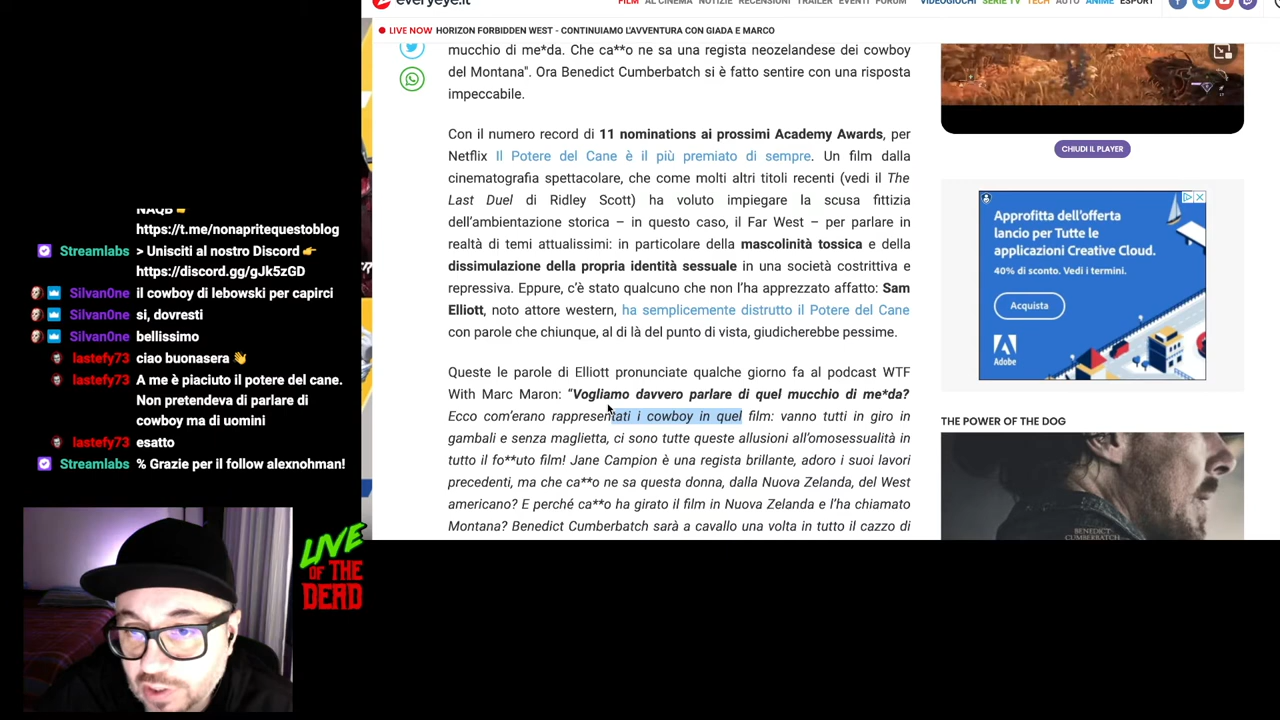 everyeye.it
FILM AL CINEMA NOTIZIE RECENSIONI TRAILER EVENTI FORUM VIDEOGIOCHI SERIE TV TECH AUTO ANIME ESPORT
LIVE NOW HORIZON FORBIDDEN WEST - CONTINUIAMO L'AVVENTURA CON GIADA E MARCO
mucchio di me*da. Che ca**o ne sa una regista neozelandese dei cowboy
del Montana". Ora Benedict Cumberbatch si è fatto sentire con una risposta
impeccabile.
Con il numero record di 11 nominations ai prossimi Academy Awards, per
Netflix Il Potere del Cane è il più premiato di sempre. Un film dalla
cinematografia spettacolare, che come molti altri titoli recenti (vedi il The
Last Duel di Ridley Scott) ha voluto impiegare la scusa fittizia
dell'ambientazione storica – in questo caso, il Far West – per parlare in
realtà di temi attualissimi: in particolare della mascolinità tossica e della
dissimulazione della propria identità sessuale in una società costrittiva e
repressiva. Eppure, c'è stato qualcuno che non l'ha apprezzato affatto: Sam
Elliott, noto attore western, ha semplicemente distrutto il Potere del Cane
con parole che chiunque, al di là del punto di vista, giudicherebbe pessime.
Queste le parole di Elliott pronunciate qualche giorno fa al podcast WTF
With Marc Maron: “Vogliamo davvero parlare di quel mucchio di me*da?
Ecco com'erano rappresentati i cowboy in quel film: vanno tutti in giro in
gambali e senza maglietta, ci sono tutte queste allusioni all'omosessualità in
tutto il fo**uto film! Jane Campion è una regista brillante, adoro i suoi lavori
precedenti, ma che ca**o ne sa questa donna, dalla Nuova Zelanda, del West
americano? E perché ca**o ha girato il film in Nuova Zelanda e l'ha chiamato
Montana? Benedict Cumberbatch sarà a cavallo una volta in tutto il cazzo di
CHIUDI IL PLAYER
Approfitta dell'offerta
lancio per Tutte le
applicazioni Creative Cloud.
40% di sconto. Vedi i termini.
Acquista
Adobe
THE POWER OF THE DOG
BENEDICT
CUMBERBATCH
NAQB
https://t.me/nonapritequestoblog
Streamlabs > Unisciti al nostro Discord
https://discord.gg/gJk5zGD
Silvan0ne il cowboy di lebowski per capirci
Silvan0ne si, dovresti
Silvan0ne bellissimo
lastefy73 ciao buonasera
lastefy73 A me è piaciuto il potere del cane.
Non pretendeva di parlare di
cowboy ma di uomini
lastefy73 esatto
Streamlabs % Grazie per il follow alexnohman!
LIVE
OF THE
DEAD